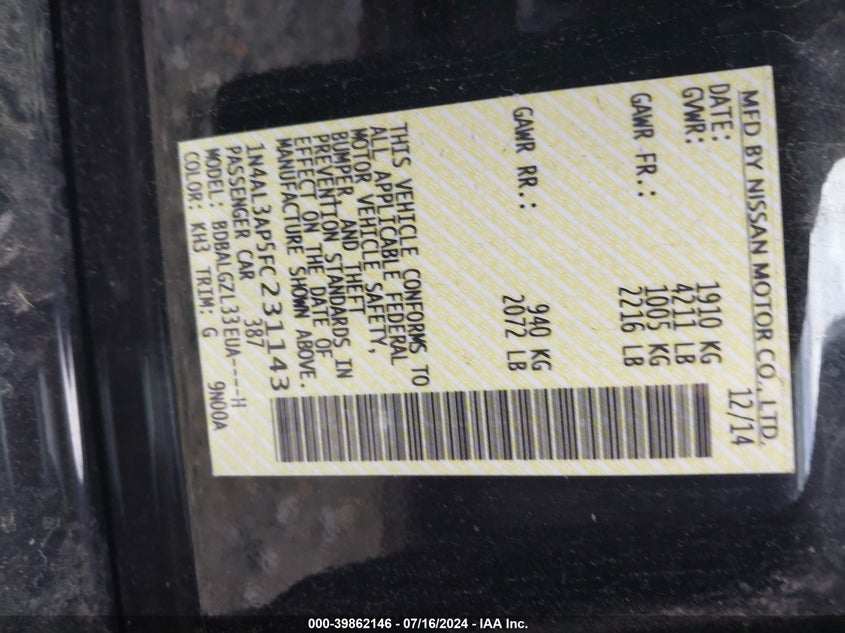 MFD BY NISSAN MOTOR CO., LTD.
DATE: 12/14
GVWR: 1910 KG
4211 LB
GAWR FR.: 1005 KG
2216 LB
GAWR RR.: 940 KG
2072 LB
THIS VEHICLE CONFORMS TO
ALL APPLICABLE FEDERAL
MOTOR VEHICLE SAFETY,
BUMPER, AND THEFT
PREVENTION STANDARDS IN
EFFECT ON THE DATE OF
MANUFACTURE SHOWN ABOVE.
1N4AL3AP5FC231143
PASSENGER CAR 387
MODEL: BDBALGZL33EUA----H
COLOR: KH3 TRIM: G 9N00A
000-39862146 - 07/16/2024 - IAA Inc.